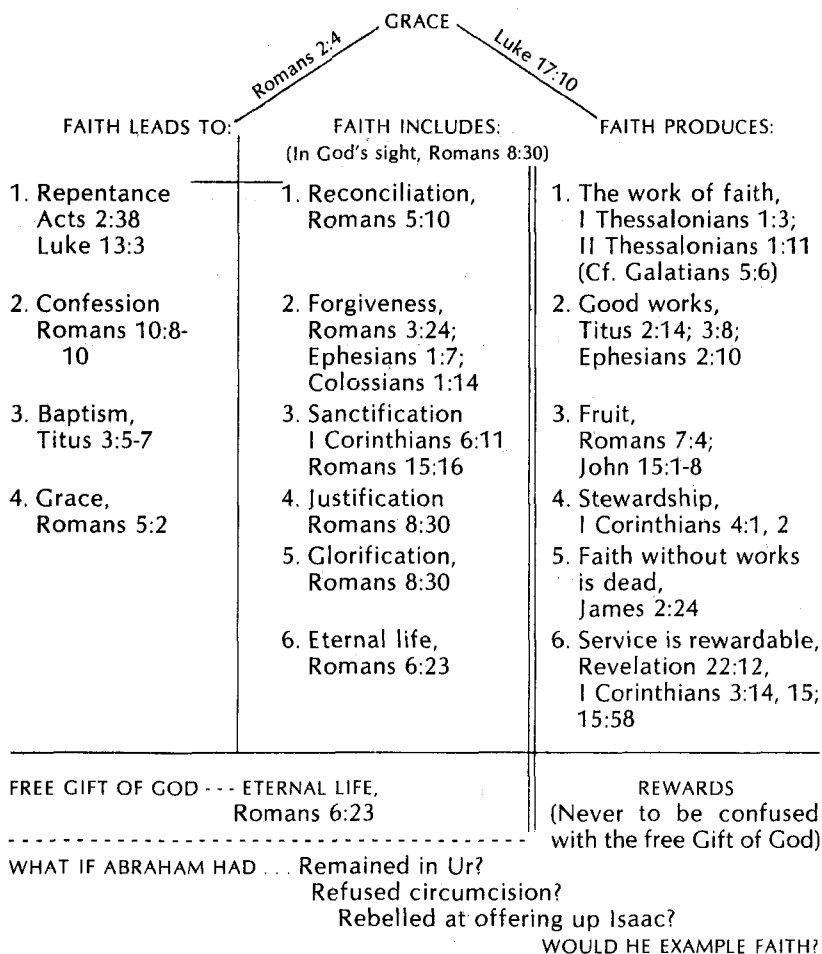 GRACE
Romans 2:4
Luke 17:10
FAITH LEADS TO:
1. Repentance
Acts 2:38
Luke 13:3
2. Confession
Romans 10:8-
10
3. Baptism,
Titus 3:5-7
4. Grace,
Romans 5:2
FAITH INCLUDES:
(In God's sight, Romans 8:30)
1. Reconciliation,
Romans 5:10
2. Forgiveness,
Romans 3:24;
Ephesians 1:7;
Colossians 1:14
3. Sanctification
I Corinthians 6:11
Romans 15:16
4. Justification
Romans 8:30
5. Glorification,
Romans 8:30
6. Eternal life,
Romans 6:23
FAITH PRODUCES:
1. The work of faith,
I Thessalonians 1:3;
II Thessalonians 1:11
(Cf. Galatians 5:6)
2. Good works,
Titus 2:14; 3:8;
Ephesians 2:10
3. Fruit,
Romans 7:4;
John 15:1-8
4. Stewardship,
I Corinthians 4:1, 2
5. Faith without works
is dead,
James 2:24
6. Service is rewardable,
Revelation 22:12,
I Corinthians 3:14, 15;
15:58
FREE GIFT OF GOD --- ETERNAL LIFE,
Romans 6:23
REWARDS
(Never to be confused
with the free Gift of God)
WHAT IF ABRAHAM HAD ... Remained in Ur?
Refused circumcision?
Rebelled at offering up Isaac?
WOULD HE EXAMPLE FAITH?